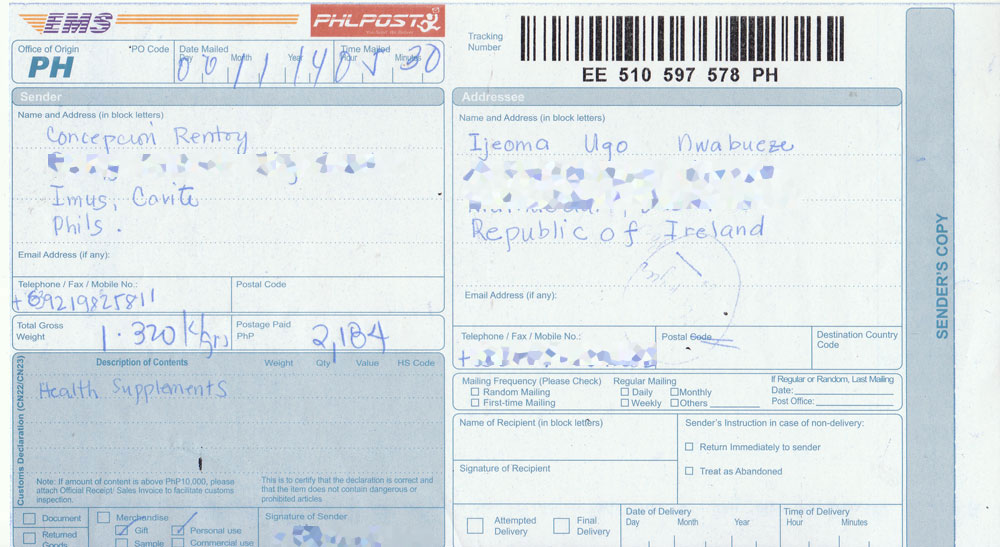 EMS
PHLPOST
Office of Origin
PH
PO Code
Date Mailed
Day Month Year
Time Mailed
Hour Minutes
30
Tracking
Number
EE 510 597 578 PH
Sender
Name and Address (in block letters)
Concepcion Rentoy
Imus, Cavite
Phils.
Email Address (if any):
Telephone / Fax / Mobile No.:
+639219825811
Postal Code
Total Gross
Weight
1.320 Kgrs
Postage Paid
PhP
2,184
Customs Declaration (CN22/CN23)
Description of Contents Weight Qty Value HS Code
Health Supplements
Note: If amount of content is above PhP10,000, please
attach Official Receipt/ Sales Invoice to facilitate customs
inspection.
This is to certify that the declaration is correct and
that the item does not contain dangerous or
prohibited articles.
Document
Returned
Goods
Merchandise
Gift
Sample
Personal use
Commercial use
Signature of Sender
Addressee
Name and Address (in block letters)
Ijeoma Ugo Nwabueze
Republic of Ireland
Email Address (if any):
Telephone / Fax / Mobile No.:
+
Postal Code
Destination Country
Code
Mailing Frequency (Please Check)
Random Mailing
First-time Mailing
Regular Mailing
Daily Monthly
Weekly Others
If Regular or Random, Last Mailing
Date:
Post Office:
Name of Recipient (in block letters)
Signature of Recipient
Sender's Instruction in case of non-delivery:
Return Immediately to sender
Treat as Abandoned
Attempted
Delivery
Final
Delivery
Date of Delivery
Day Month Year
Time of Delivery
Hour Minutes
SENDER'S COPY